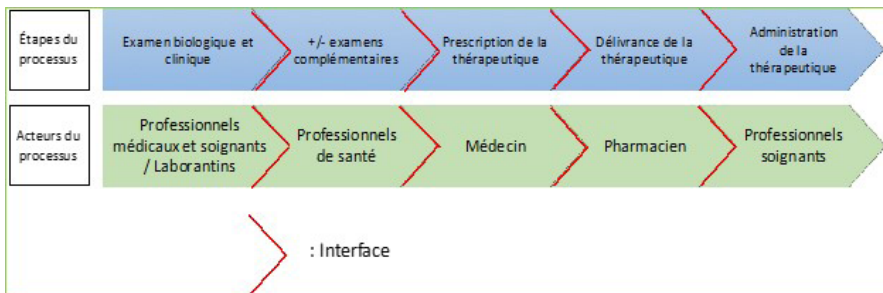 Étapes du
processus
Examen biologique et
clinique
+/- examens
complémentaires
Prescription de la
thérapeutique
Délivrance de la
thérapeutique
Administration
de la
thérapeutique
Acteurs du
processus
Professionnels
médicaux et soignants
/ Laborantins
Professionnels
de santé
Médecin
Pharmacien
Professionnels
soignants
: Interface